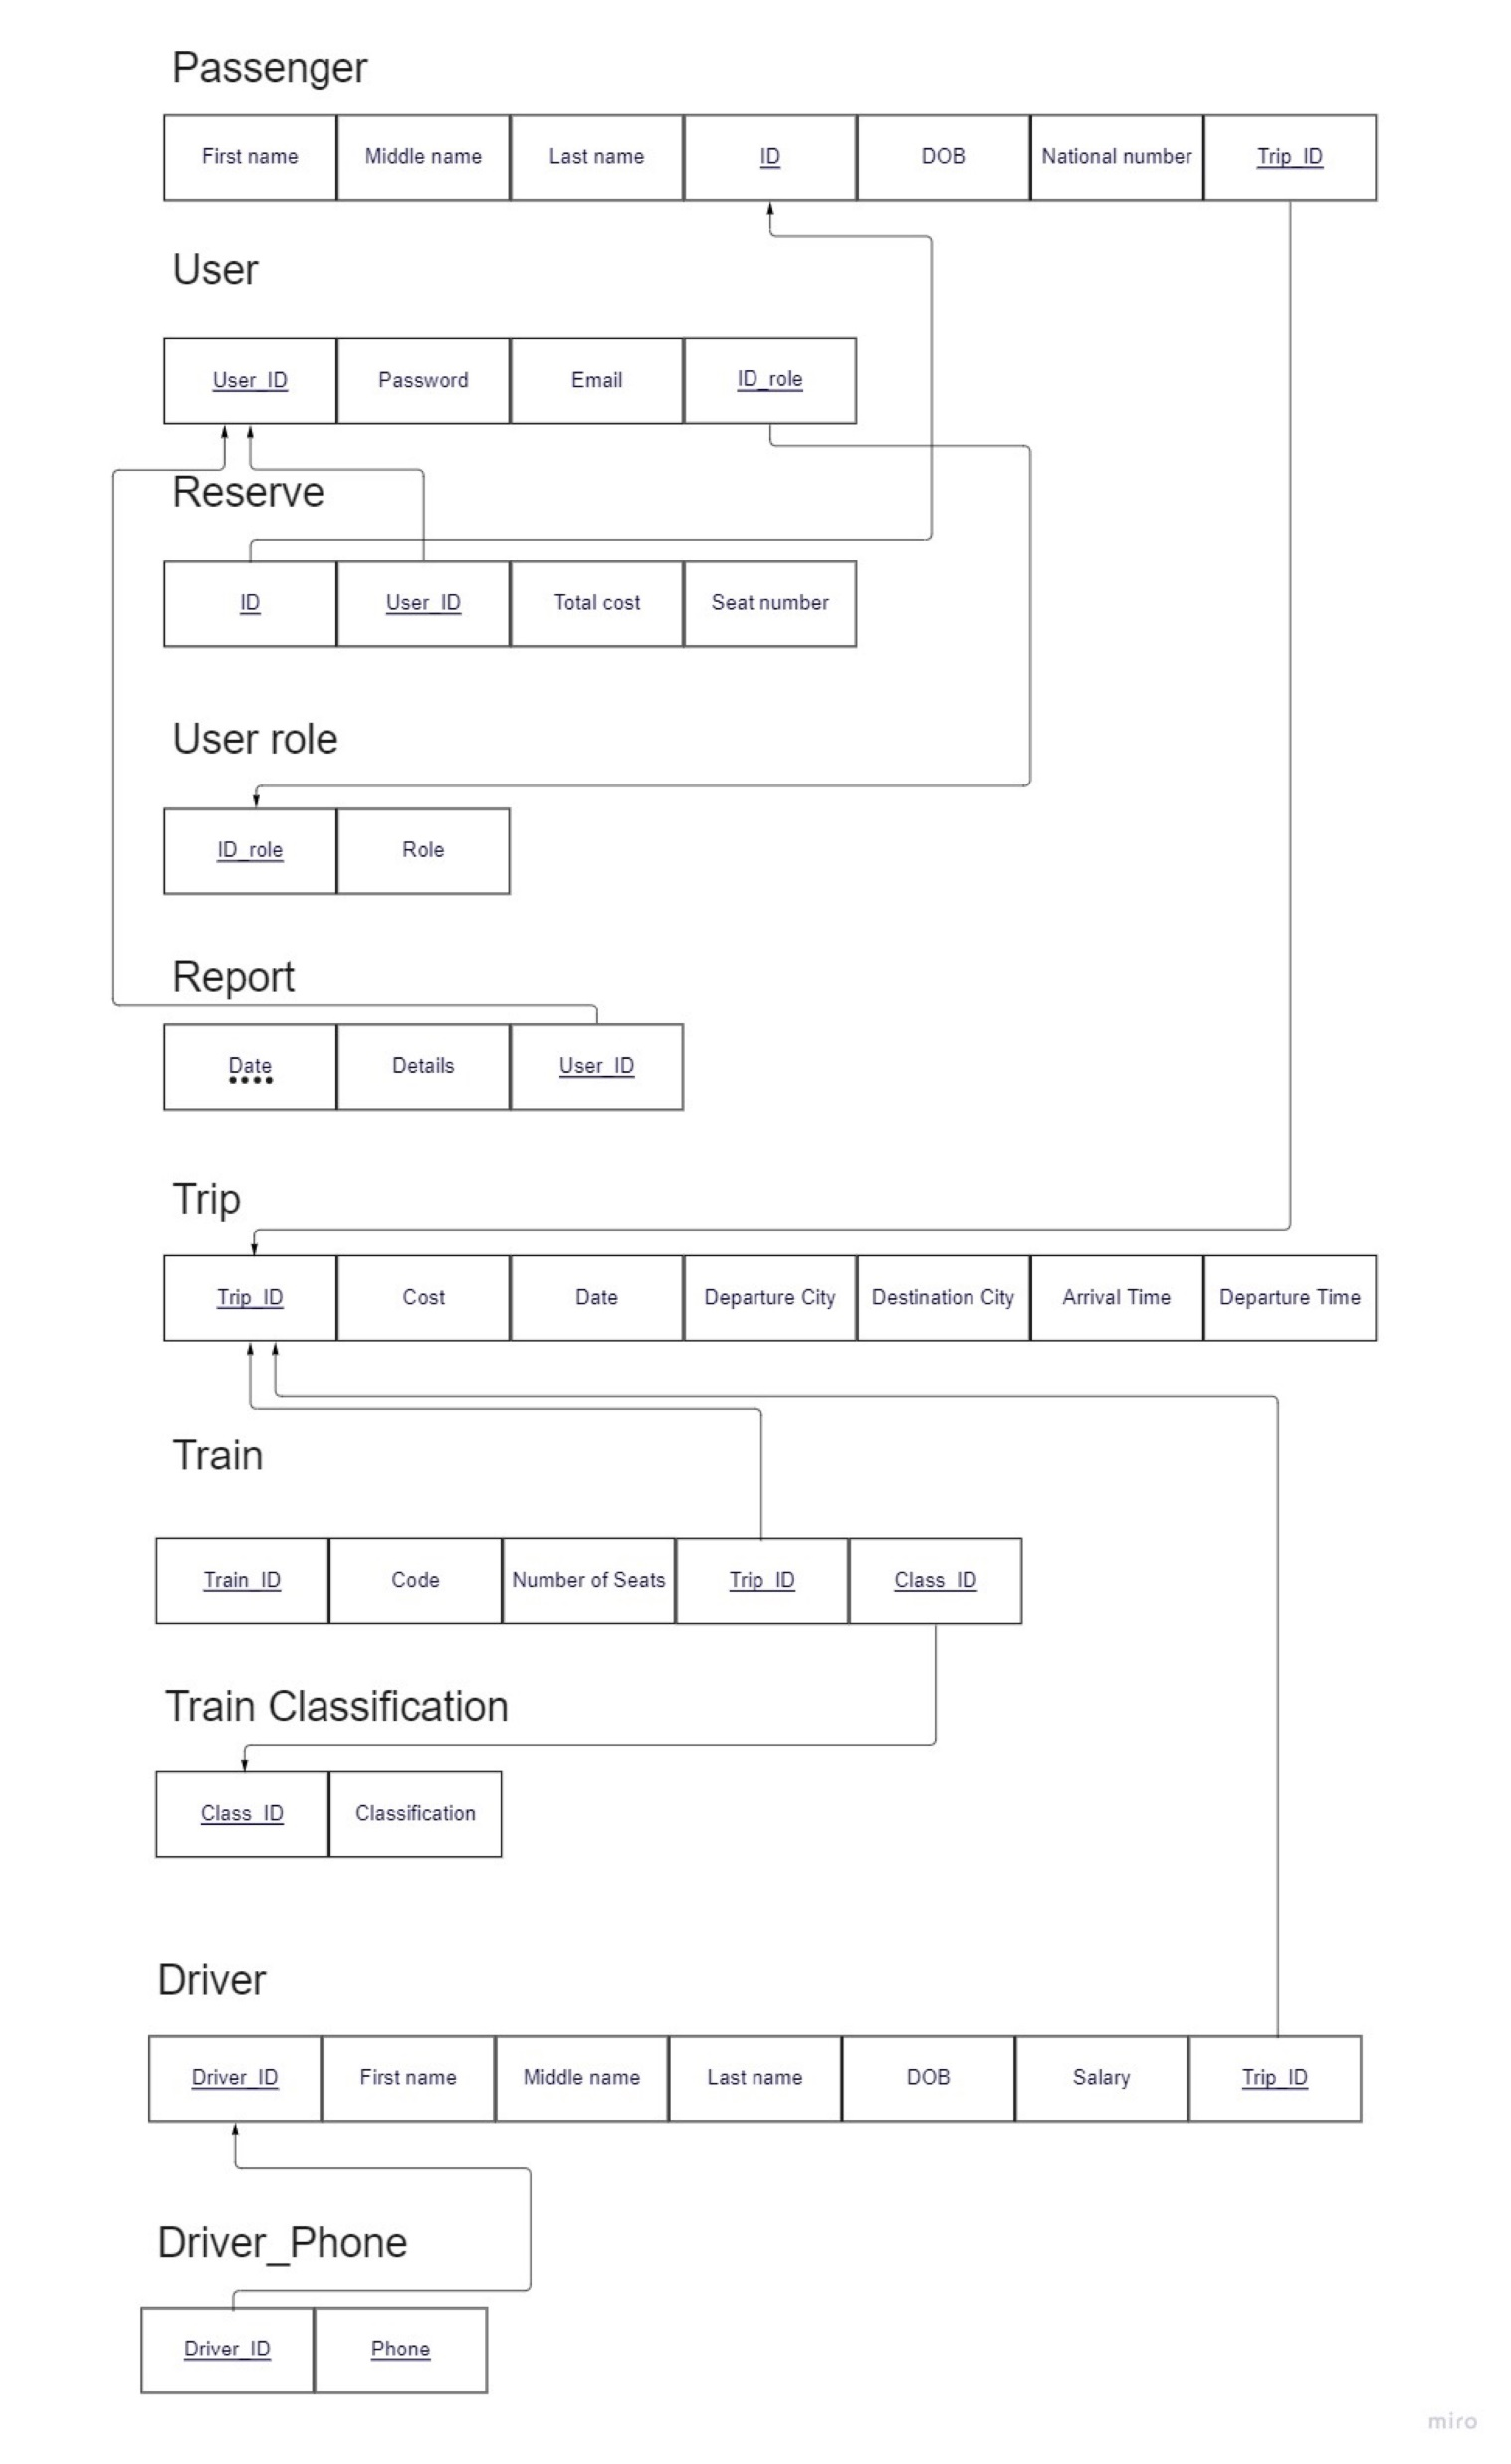 Passenger
First name Middle name Last name ID DOB National number Trip_ID
User
User_ID Password Email ID_role
Reserve
ID User_ID Total cost Seat number
User role
ID_role Role
Report
Date Details User_ID
Trip
Trip_ID Cost Date Departure City Destination City Arrival Time Departure Time
Train
Train_ID Code Number of Seats Trip_ID Class_ID
Train Classification
Class_ID Classification
Driver
Driver_ID First name Middle name Last name DOB Salary Trip_ID
Driver_Phone
Driver_ID Phone
miro